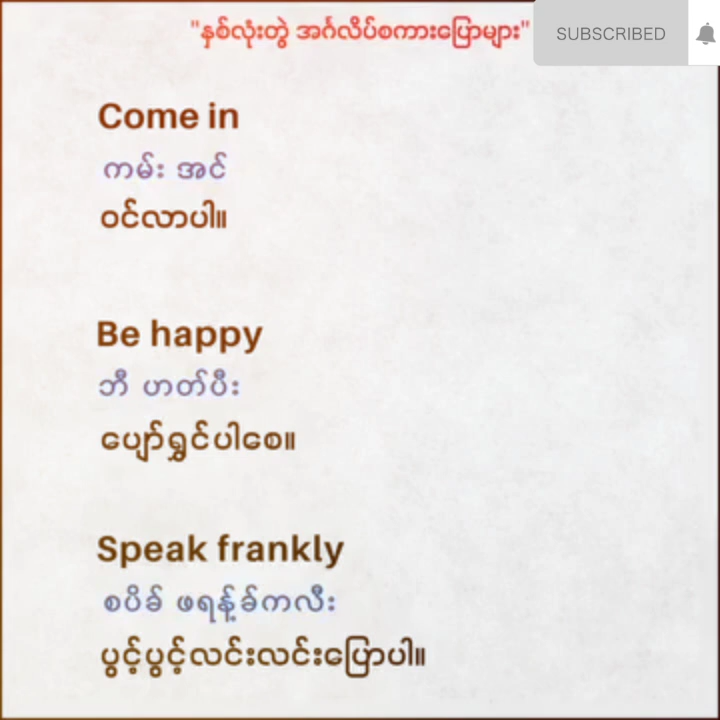 "နှစ်လုံးတွဲ အင်္ဂလိပ်စကားပြောများ"
SUBSCRIBED
Come in
ကမ်း အင်
ဝင်လာပါ။
Be happy
ဘီ ဟတ်ပီး
ပျော်ရွှင်ပါစေ။
Speak frankly
စပိခ် ဖရန့်ခ်ကလီး
ပွင့်ပွင့်လင်းလင်းပြောပါ။